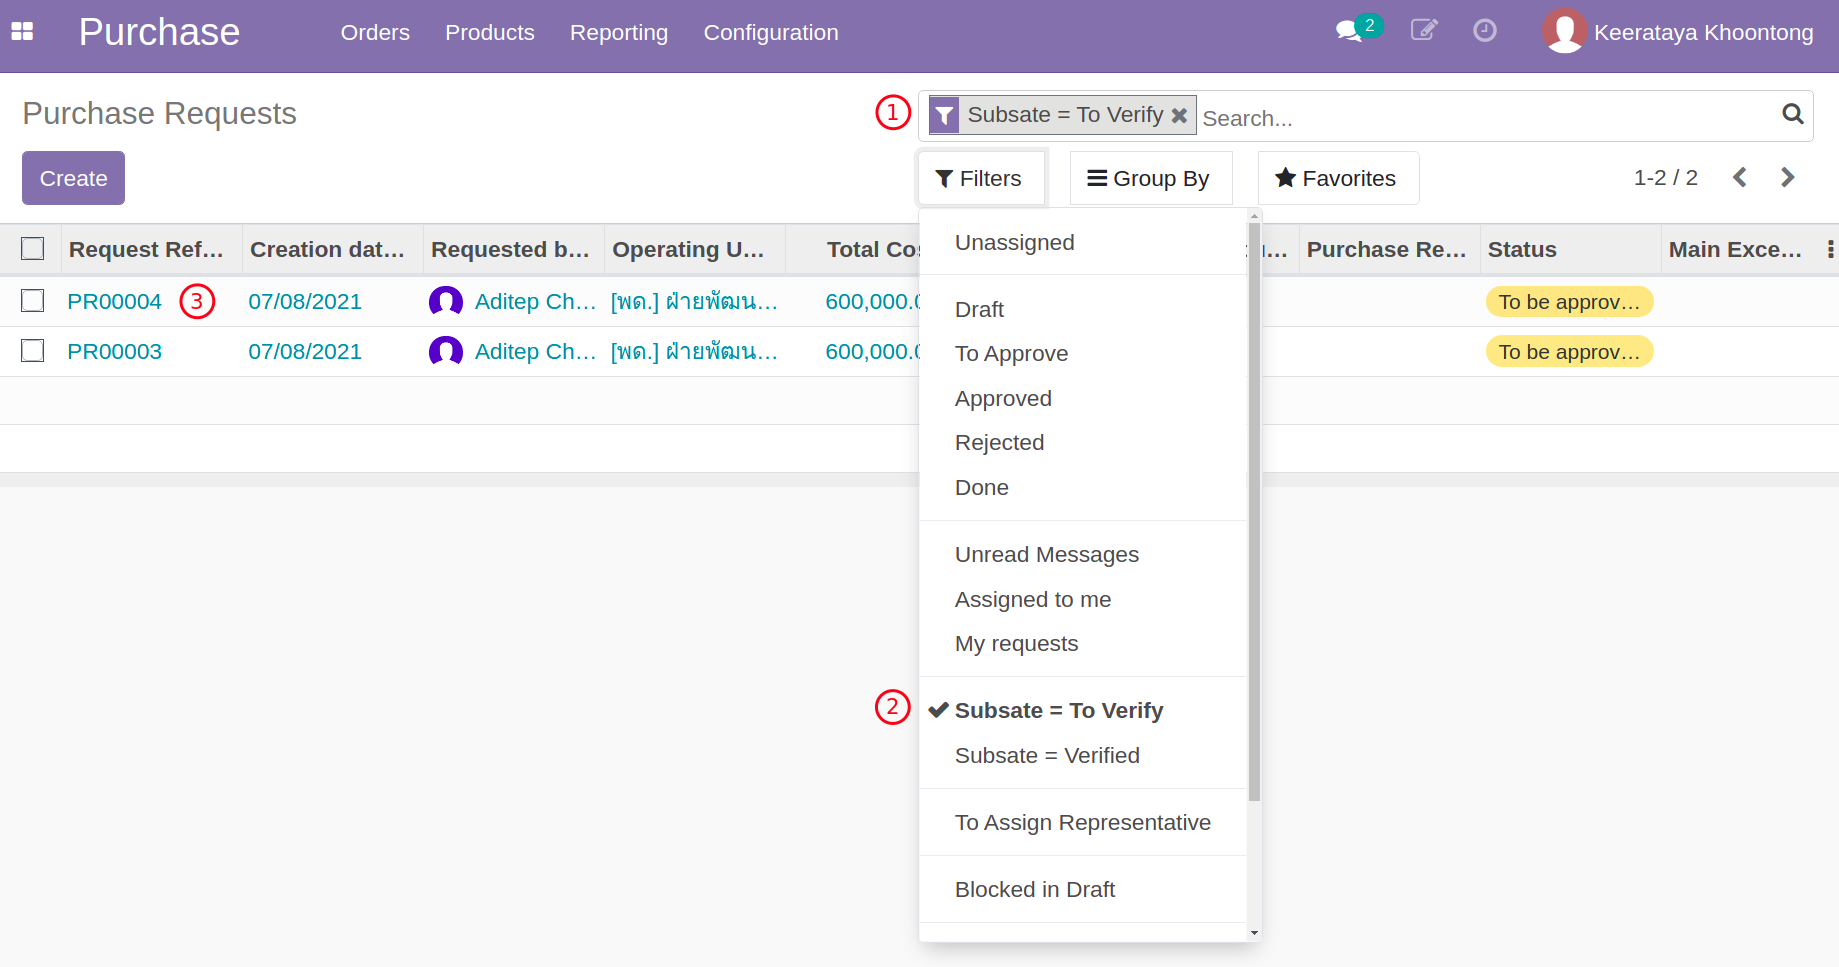 Purchase Orders Products Reporting Configuration 2 Keerataya Khoontong
Purchase Requests
1 Subsate = To Verify Search...
Create Filters Group By Favorites 1-2 / 2
Request Ref… Creation dat… Requested b… Operating U… Total Cos Purchase Re… Status Main Exce…
PR00004 3 07/08/2021 Aditep Ch… [พด.] ฝ่ายพัฒน… 600,000.0 To be approv…
PR00003 07/08/2021 Aditep Ch… [พด.] ฝ่ายพัฒน… 600,000.0 To be approv…
Unassigned
Draft
To Approve
Approved
Rejected
Done
Unread Messages
Assigned to me
My requests
2 Subsate = To Verify
Subsate = Verified
To Assign Representative
Blocked in Draft